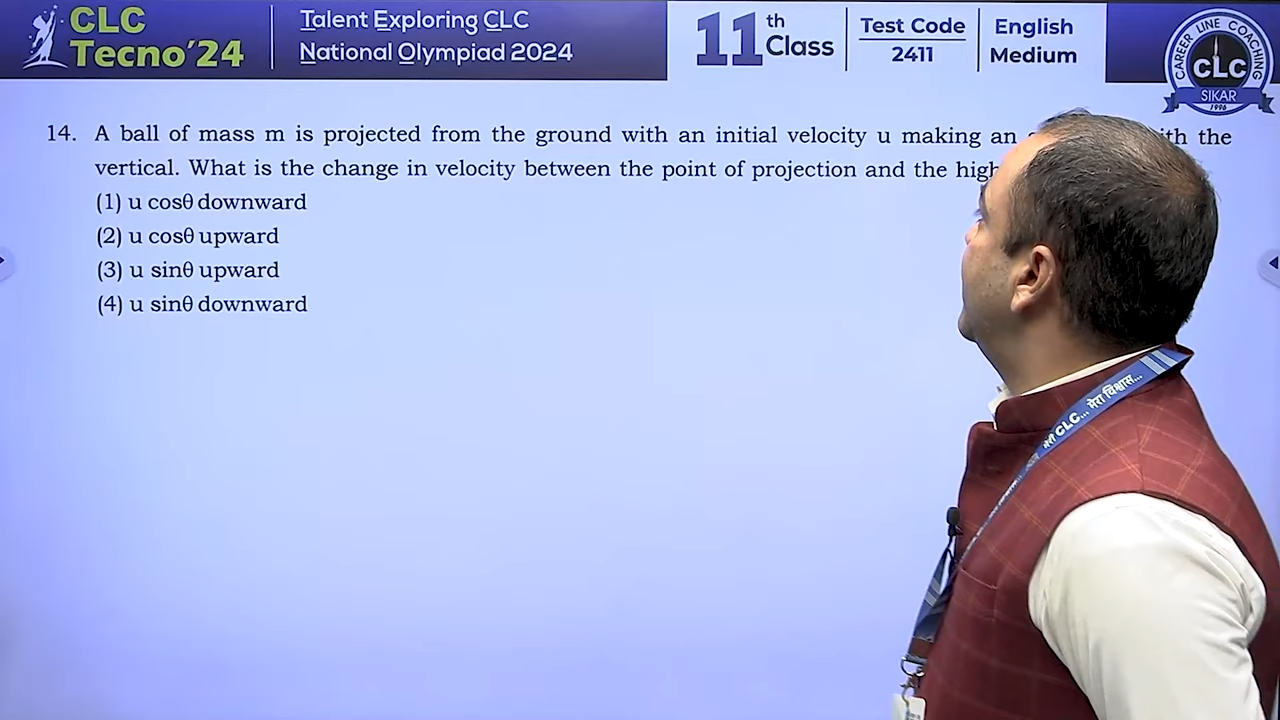 CLC
Tecno'24
Talent Exploring CLC
National Olympiad 2024
11th Class
Test Code
2411
English
Medium
CAREER LINE COACHING
CLC
SIKAR
1996
14. A ball of mass m is projected from the ground with an initial velocity u making an with the
vertical. What is the change in velocity between the point of projection and the
(1) u cosθ downward
(2) u cosθ upward
(3) u sinθ upward
(4) u sinθ downward
मेरी CLC... मेरा विश्वास...